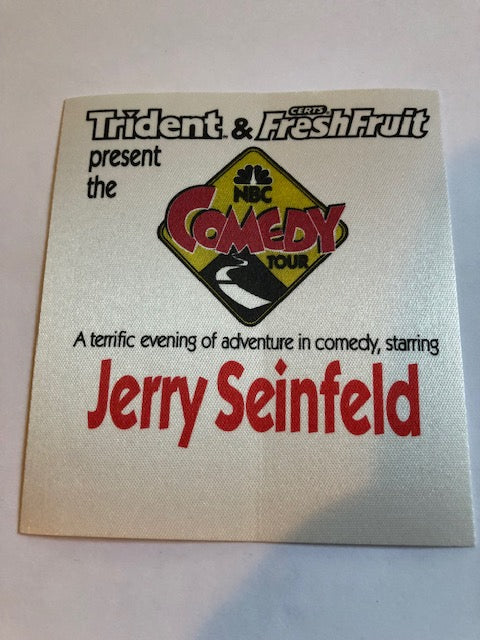 Trident & CERTS FreshFruit
present
the
NBC
COMEDY
TOUR
A terrific evening of adventure in comedy, starring
Jerry Seinfeld